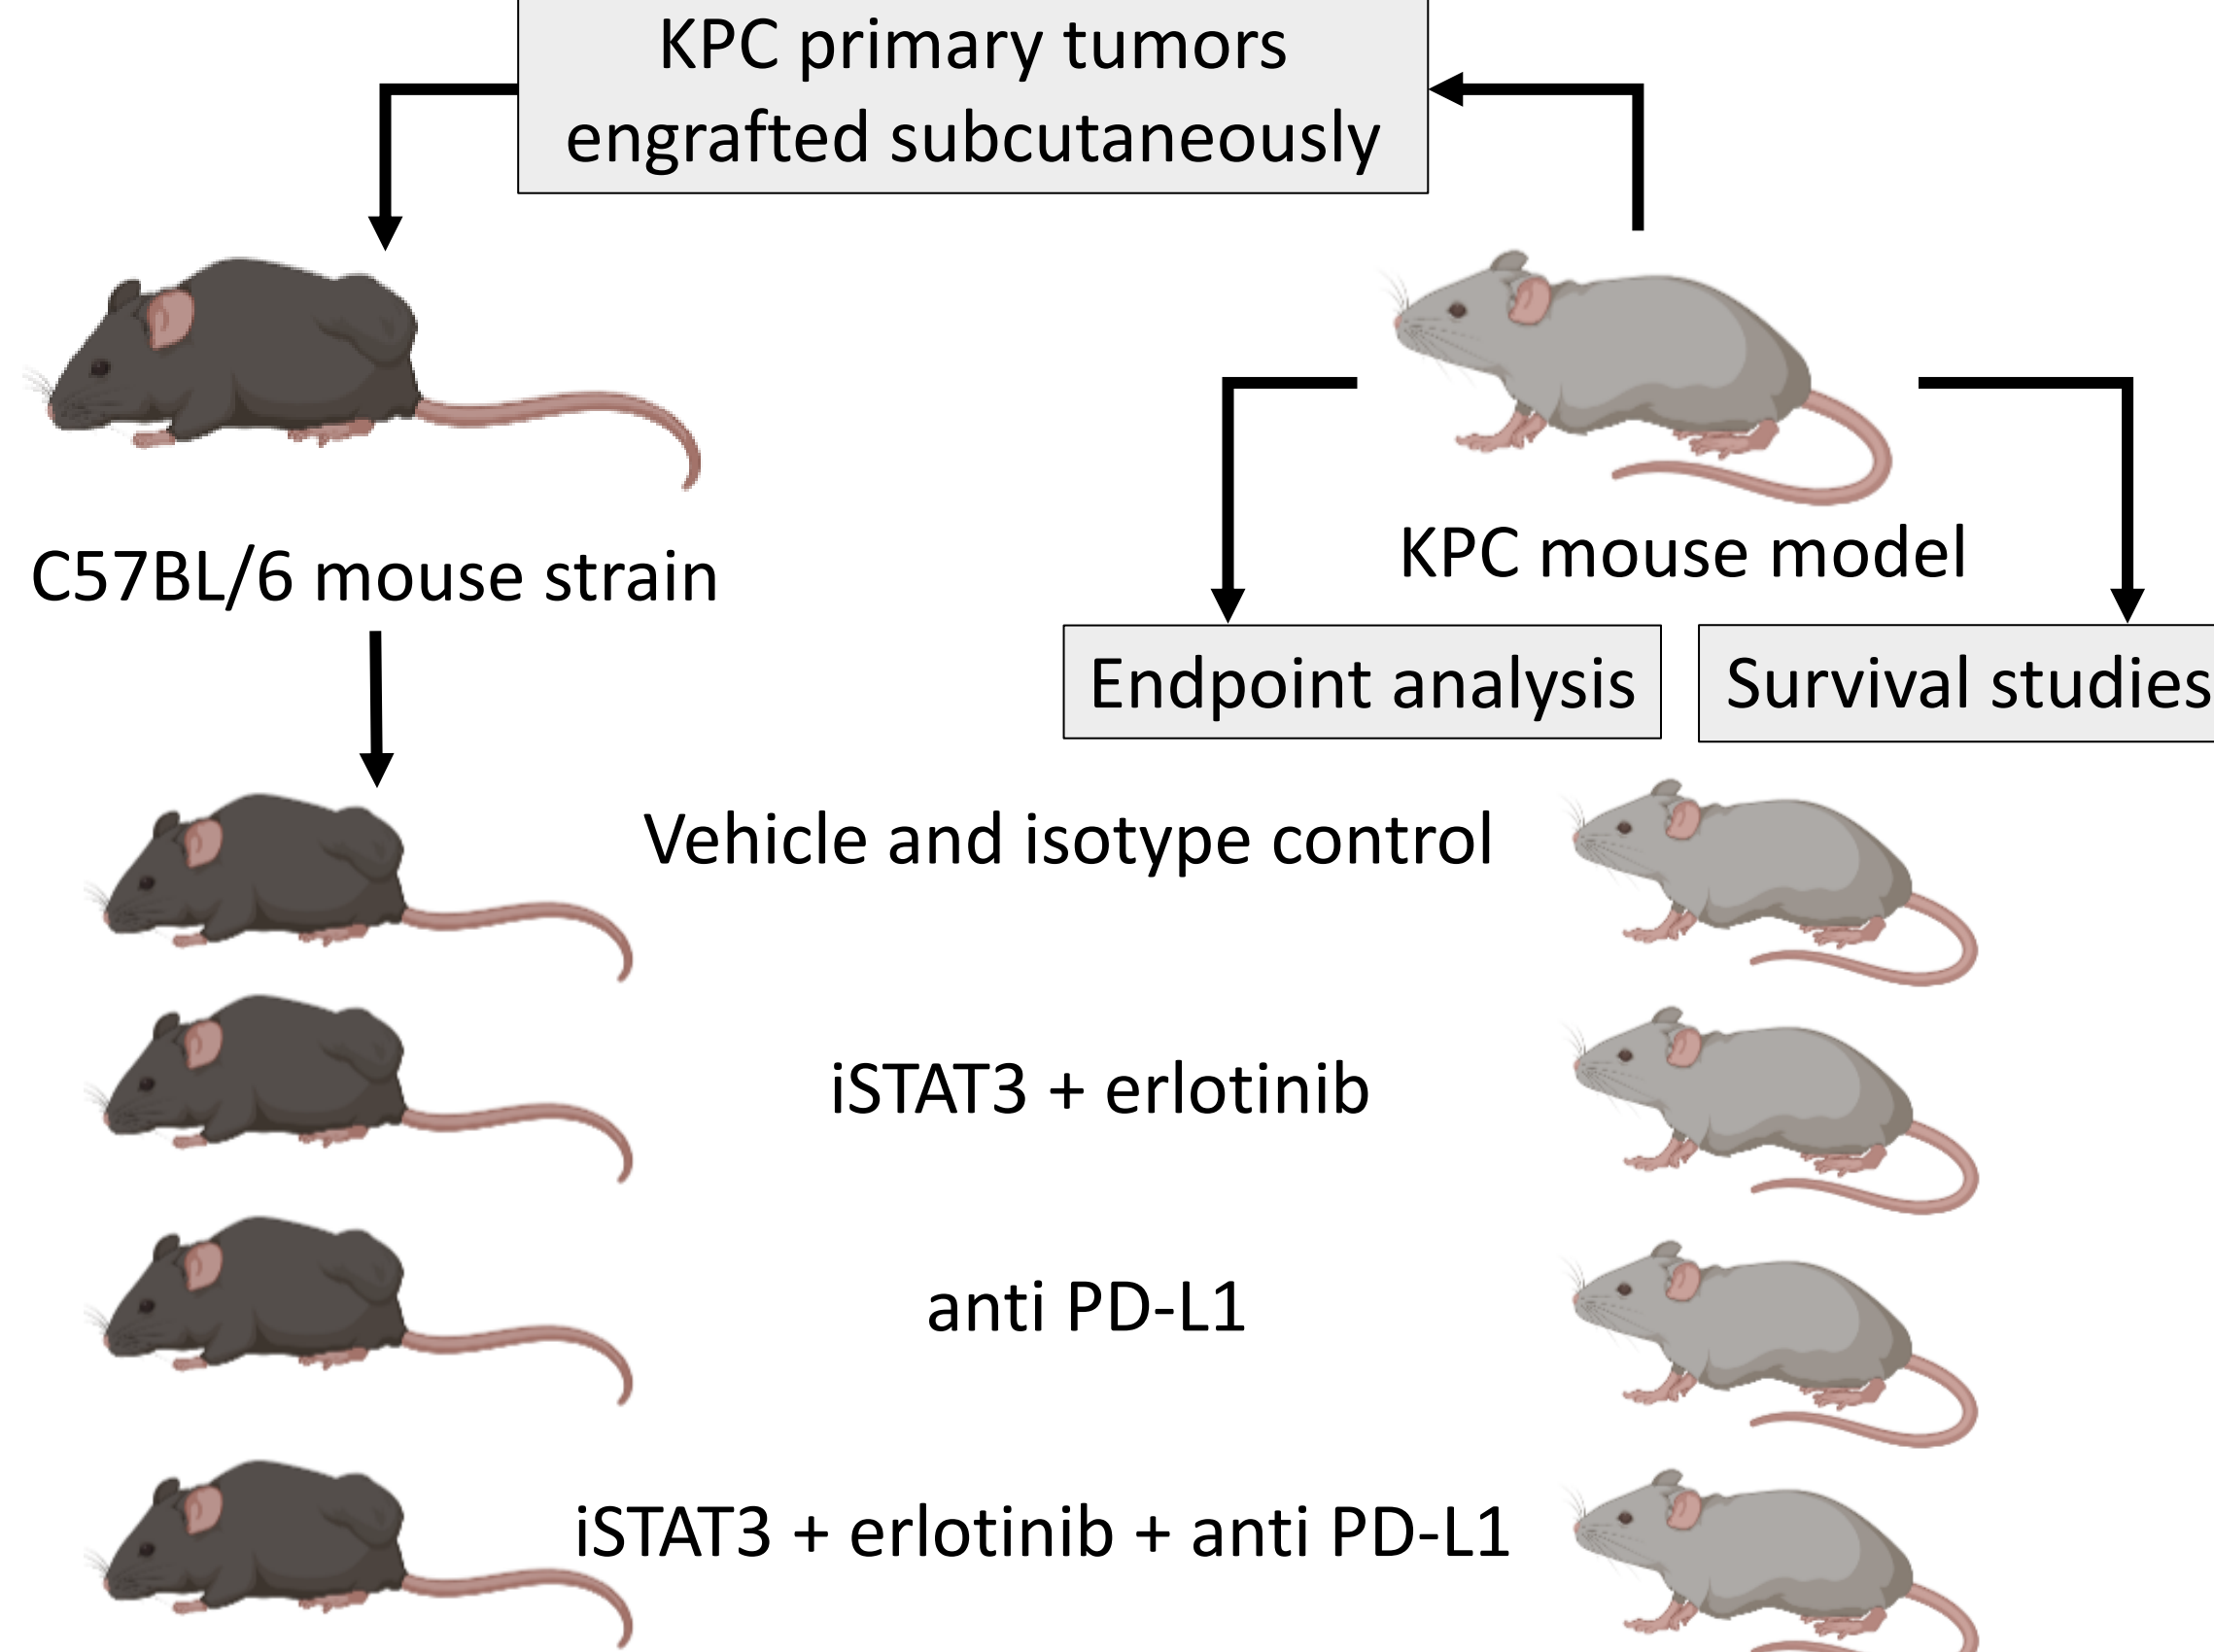 KPC primary tumors
engrafted subcutaneously
C57BL/6 mouse strain
KPC mouse model
Endpoint analysis
Survival studies
Vehicle and isotype control
iSTAT3 + erlotinib
anti PD-L1
iSTAT3 + erlotinib + anti PD-L1